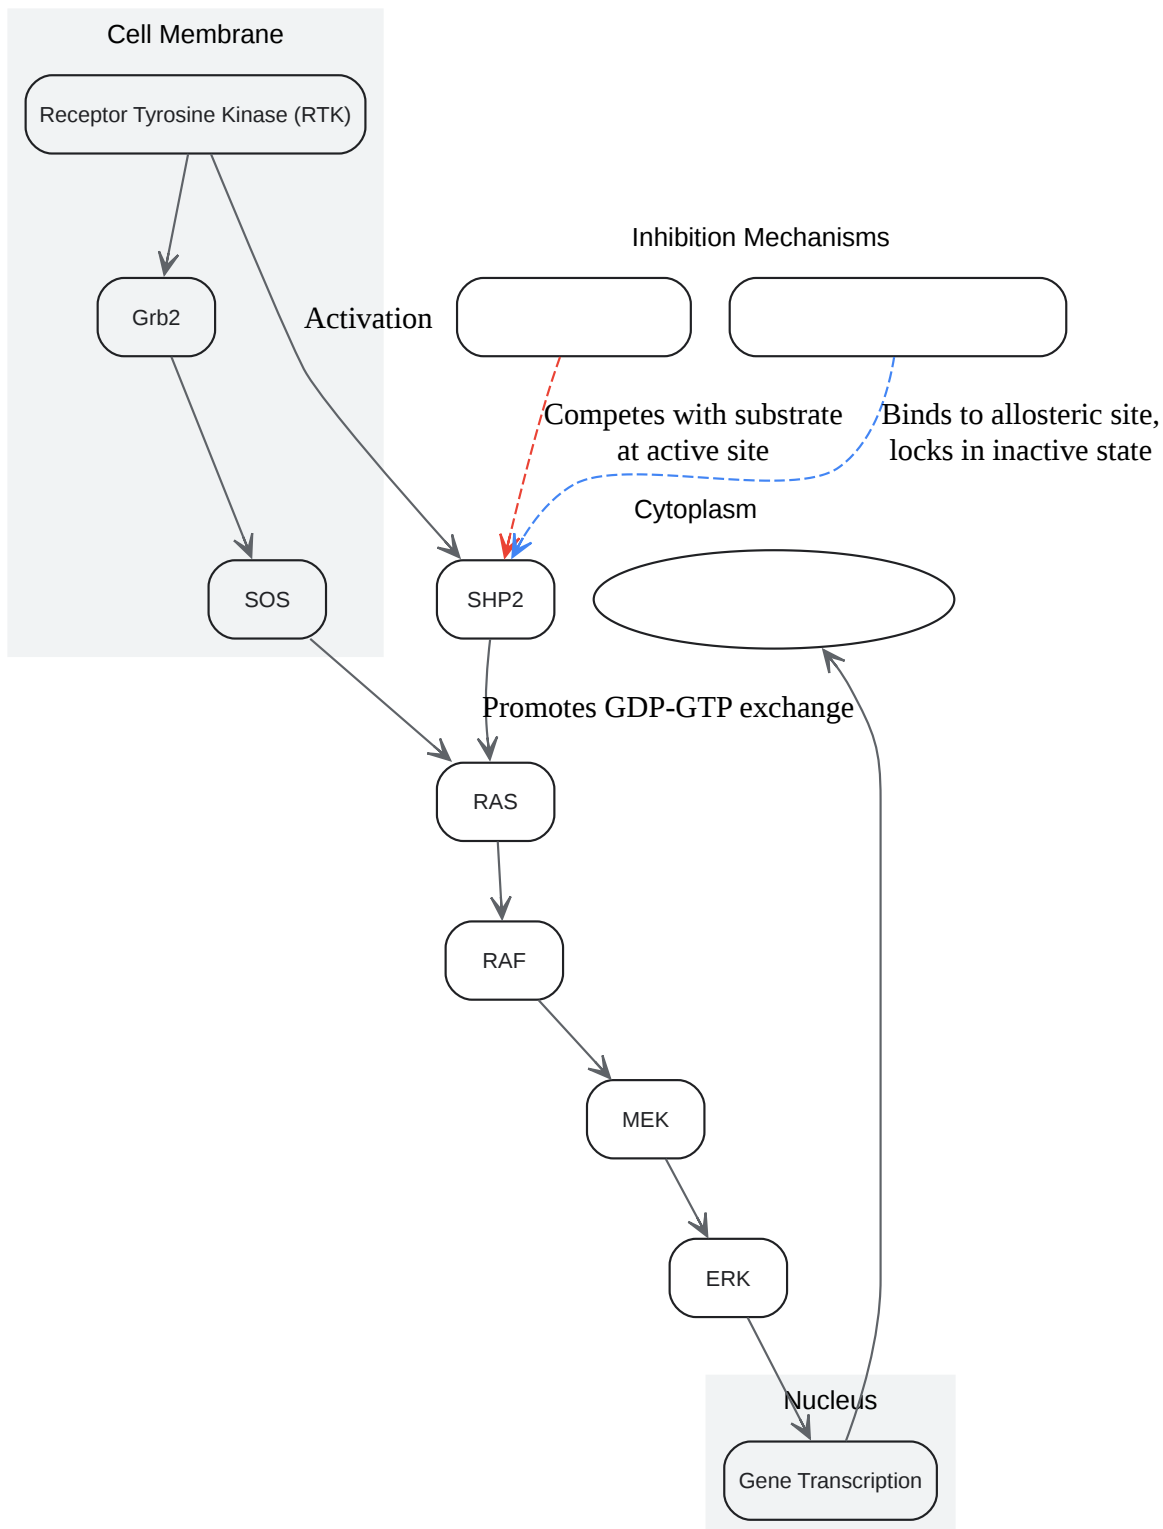 Cell Membrane
Receptor Tyrosine Kinase (RTK)
Inhibition Mechanisms
Grb2
Activation
Competes with substrate
at active site
Binds to allosteric site,
locks in inactive state
Cytoplasm
SOS
SHP2
Promotes GDP-GTP exchange
RAS
RAF
MEK
ERK
Nucleus
Gene Transcription